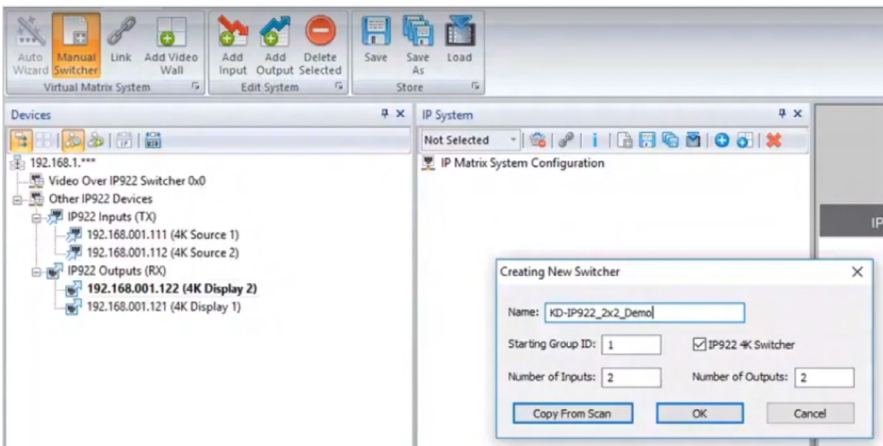 Auto Wizard
Manual Switcher
Link
Add Video Wall
Add Input
Add Output
Delete Selected
Save
Save As
Load
Virtual Matrix System
Edit System
Store
Devices
IP System
Not Selected
192.168.1.***
Video Over IP922 Switcher 0x0
Other IP922 Devices
IP922 Inputs (TX)
192.168.001.111 (4K Source 1)
192.168.001.112 (4K Source 2)
IP922 Outputs (RX)
192.168.001.122 (4K Display 2)
192.168.001.121 (4K Display 1)
IP Matrix System Configuration
IP
Creating New Switcher
Name: KD-IP922_2x2_Demo
Starting Group ID: 1
IP922 4K Switcher
Number of Inputs: 2
Number of Outputs: 2
Copy From Scan
OK
Cancel